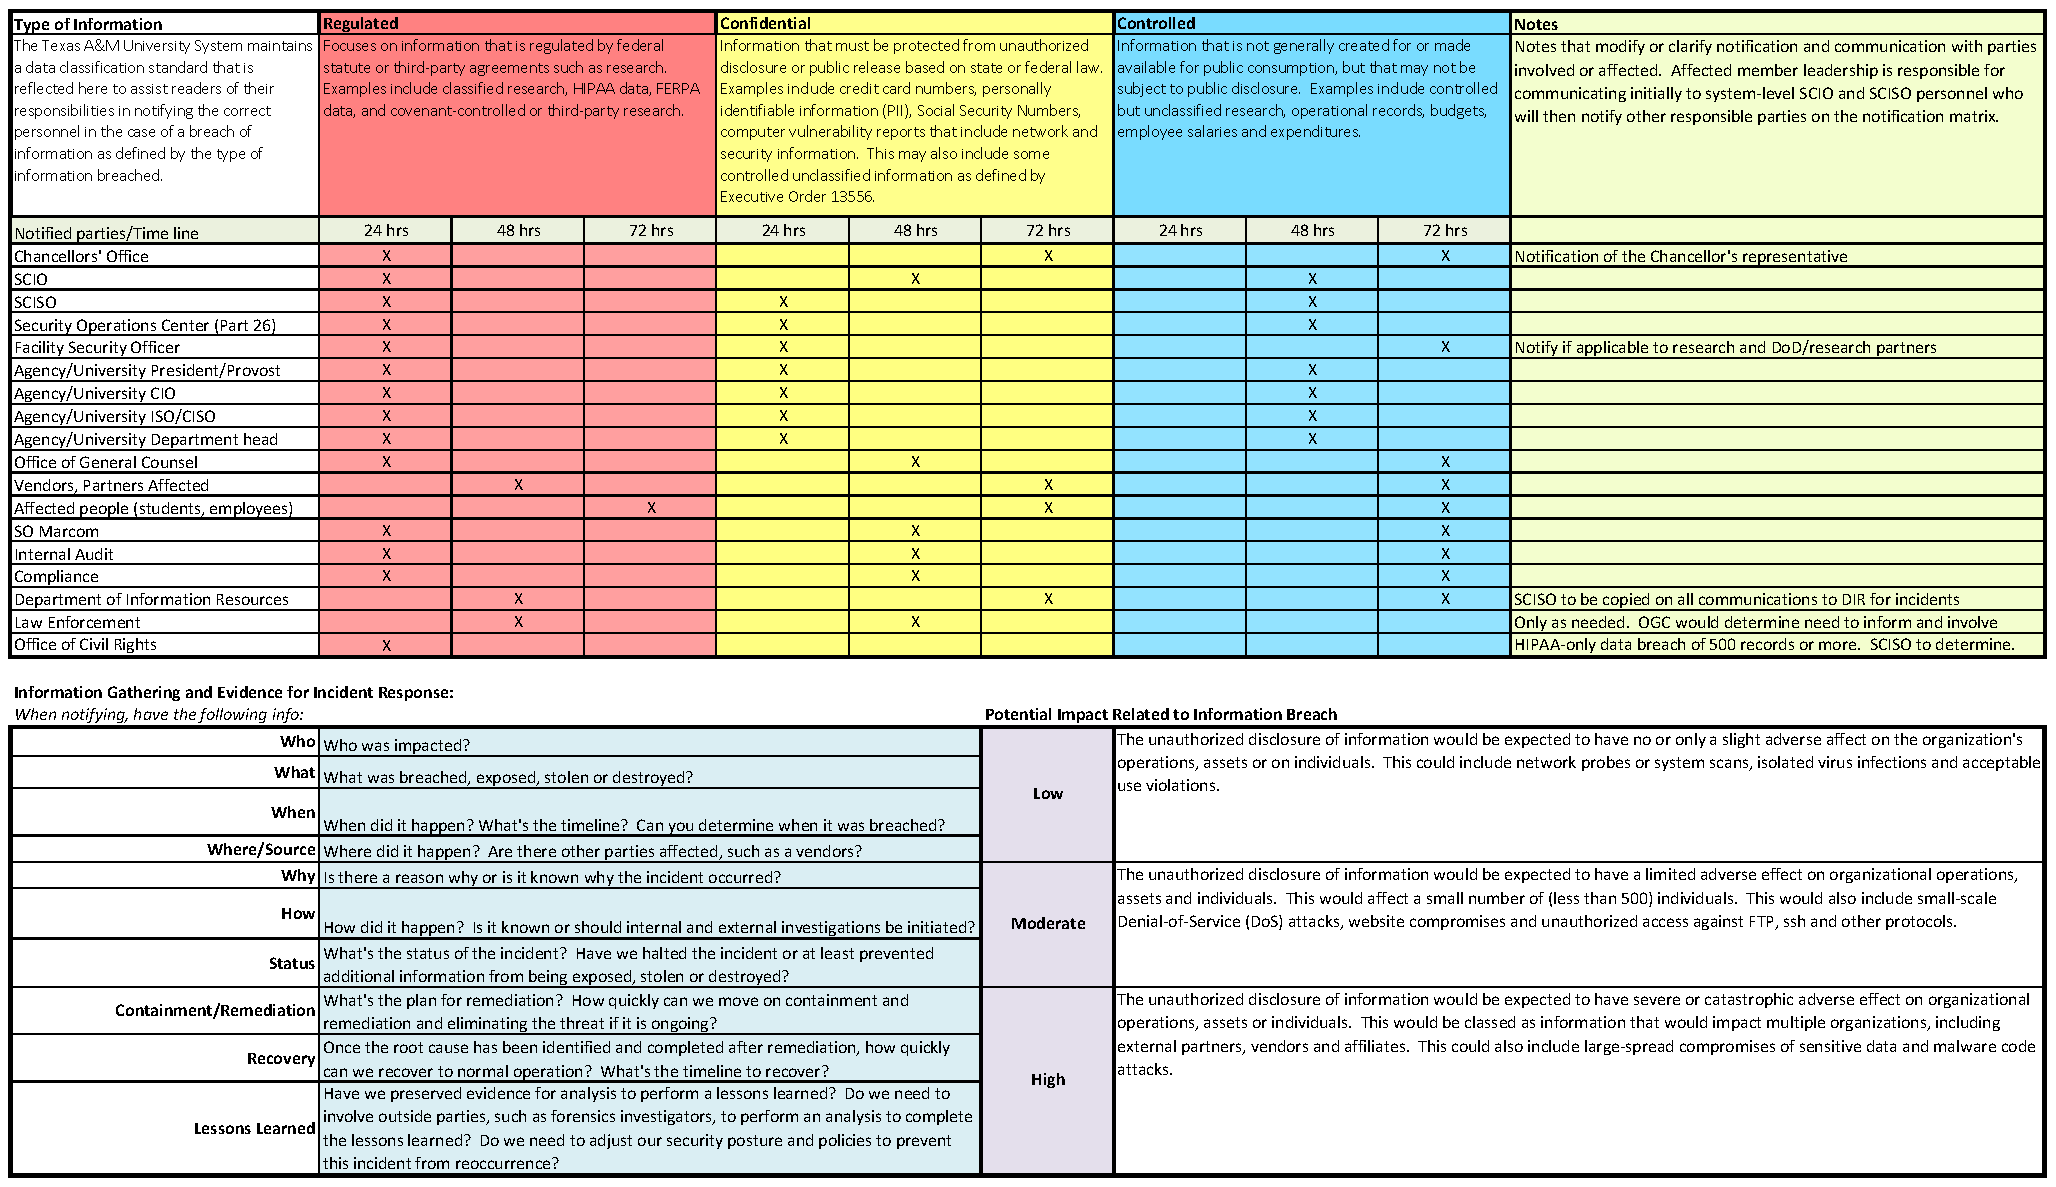 Type of Information
Regulated
Confidential
Controlled
Notes
The Texas A&M University System maintains
a data classification standard that is
reflected here to assist readers of their
responsibilities in notifying the correct
personnel in the case of a breach of
information as defined by the type of
information breached.
Focuses on information that is regulated by federal
statute or third-party agreements such as research.
Examples include classified research, HIPAA data, FERPA
data, and covenant-controlled or third-party research.
Information that must be protected from unauthorized
disclosure or public release based on state or federal law.
Examples include credit card numbers, personally
identifiable information (PII), Social Security Numbers,
computer vulnerability reports that include network and
security information.  This may also include some
controlled unclassified information as defined by
Executive Order 13556.
Information that is not generally created for or made
available for public consumption, but that may not be
subject to public disclosure.  Examples include controlled
but unclassified research, operational records, budgets,
employee salaries and expenditures.
Notes that modify or clarify notification and communication with parties
involved or affected.  Affected member leadership is responsible for
communicating initially to system-level SCIO and SCISO personnel who
will then notify other responsible parties on the notification matrix.
Notified parties/Time line 24 hrs 48 hrs 72 hrs 24 hrs 48 hrs 72 hrs 24 hrs 48 hrs 72 hrs
Chancellors' Office X X X Notification of the Chancellor's representative
SCIO X X X
SCISO X X X
Security Operations Center (Part 26) X X X
Facility Security Officer X X X Notify if applicable to research and DoD/research partners
Agency/University President/Provost X X X
Agency/University CIO X X X
Agency/University ISO/CISO X X X
Agency/University Department head X X X
Office of General Counsel X X X
Vendors, Partners Affected X X X
Affected people (students, employees) X X X
SO Marcom X X X
Internal Audit X X X
Compliance X X X
Department of Information Resources X X X SCISO to be copied on all communications to DIR for incidents
Law Enforcement X X Only as needed.  OGC would determine need to inform and involve
Office of Civil Rights X HIPAA-only data breach of 500 records or more.  SCISO to determine.
Information Gathering and Evidence for Incident Response:
When notifying, have the following info:
Who Who was impacted?
What What was breached, exposed, stolen or destroyed?
When When did it happen? What's the timeline?  Can you determine when it was breached?
Where/Source Where did it happen?  Are there other parties affected, such as a vendors?
Why Is there a reason why or is it known why the incident occurred?
How How did it happen?  Is it known or should internal and external investigations be initiated?
Status
What's the status of the incident?  Have we halted the incident or at least prevented
additional information from being exposed, stolen or destroyed?
Containment/Remediation
What's the plan for remediation?  How quickly can we move on containment and
remediation and eliminating the threat if it is ongoing?
Recovery
Once the root cause has been identified and completed after remediation, how quickly
can we recover to normal operation?  What's the timeline to recover?
Lessons Learned
Have we preserved evidence for analysis to perform a lessons learned?  Do we need to
involve outside parties, such as forensics investigators, to perform an analysis to complete
the lessons learned?  Do we need to adjust our security posture and policies to prevent
this incident from reoccurrence?
Potential Impact Related to Information Breach
Low
The unauthorized disclosure of information would be expected to have no or only a slight adverse affect on the organization's
operations, assets or on individuals.  This could include network probes or system scans, isolated virus infections and acceptable
use violations.
Moderate
The unauthorized disclosure of information would be expected to have a limited adverse effect on organizational operations,
assets and individuals.  This would affect a small number of (less than 500) individuals.  This would also include small-scale
Denial-of-Service (DoS) attacks, website compromises and unauthorized access against FTP, ssh and other protocols.
High
The unauthorized disclosure of information would be expected to have severe or catastrophic adverse effect on organizational
operations, assets or individuals.  This would be classed as information that would impact multiple organizations, including
external partners, vendors and affiliates.  This could also include large-spread compromises of sensitive data and malware code
attacks.